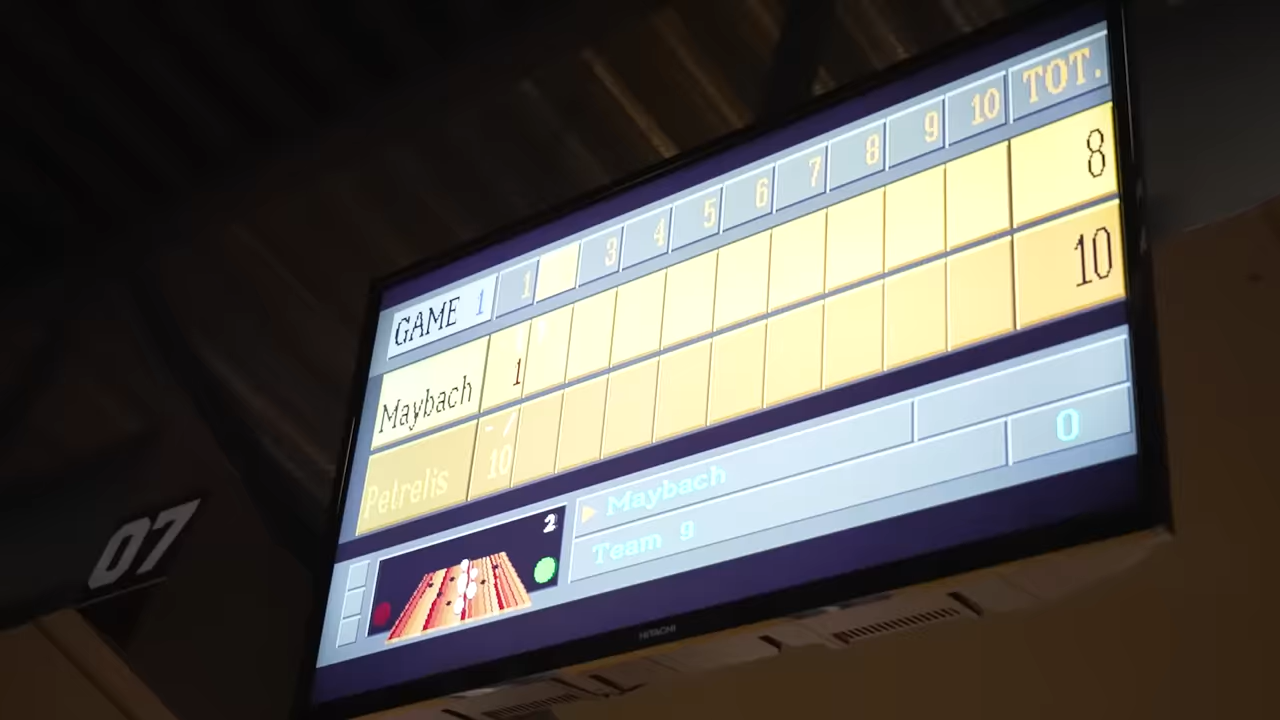 GAME 1 1 3 4 5 6 7 8 9 10 TOT.
Maybach 1 8
Petrelis - / 10 10
2
Maybach
Team 9 0
07
HITACHI